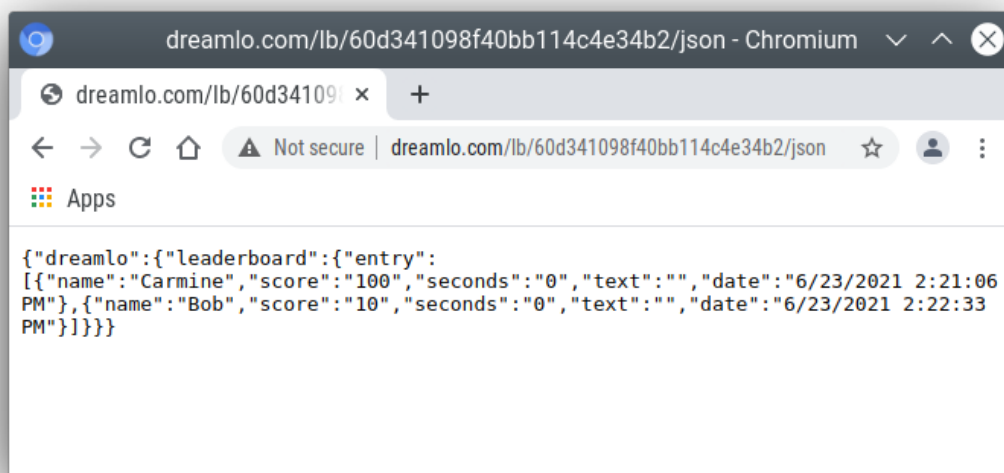 dreamlo.com/lb/60d341098f40bb114c4e34b2/json - Chromium
dreamlo.com/lb/60d34109
Not secure | dreamlo.com/lb/60d341098f40bb114c4e34b2/json
Apps
{"dreamlo":{"leaderboard":{"entry":
[{"name":"Carmine","score":"100","seconds":"0","text":"","date":"6/23/2021 2:21:06
PM"},{"name":"Bob","score":"10","seconds":"0","text":"","date":"6/23/2021 2:22:33
PM"}]}}}